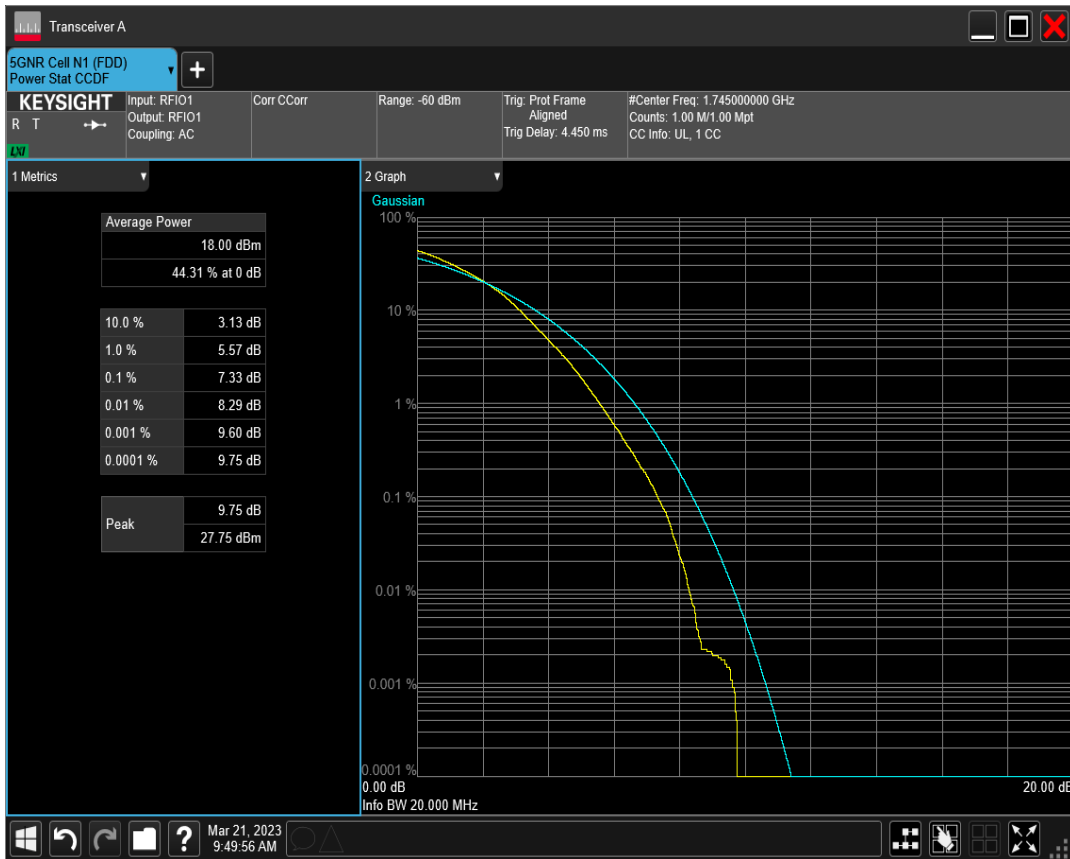 Transceiver A
5GNR Cell N1 (FDD)
Power Stat CCDF
+
KEYSIGHT
R T
LXI
Input: RFIO1
Output: RFIO1
Coupling: AC
Corr CCorr
Range: -60 dBm
Trig: Prot Frame
Aligned
Trig Delay: 4.450 ms
#Center Freq: 1.745000000 GHz
Counts: 1.00 M/1.00 Mpt
CC Info: UL, 1 CC
1 Metrics
Average Power
18.00 dBm
44.31 % at 0 dB
10.0 % 3.13 dB
1.0 % 5.57 dB
0.1 % 7.33 dB
0.01 % 8.29 dB
0.001 % 9.60 dB
0.0001 % 9.75 dB
Peak 9.75 dB
27.75 dBm
2 Graph
Gaussian
100 %
10 %
1 %
0.1 %
0.01 %
0.001 %
0.0001 %
0.00 dB 20.00 dB
Info BW 20.000 MHz
?
Mar 21, 2023
9:49:56 AM